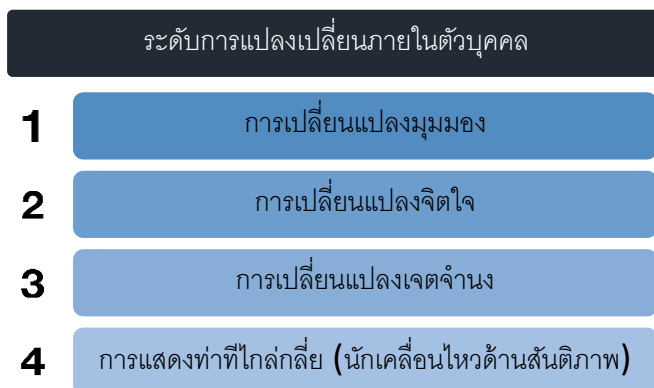 ระดับการแปลงเปลี่ยนภายในตัวบุคคล
1 การเปลี่ยนแปลงมุมมอง
2 การเปลี่ยนแปลงจิตใจ
3 การเปลี่ยนแปลงเจตจำนง
4 การแสดงท่าทีไกล่กลี่ย (นักเคลื่อนไหวด้านสันติภาพ)